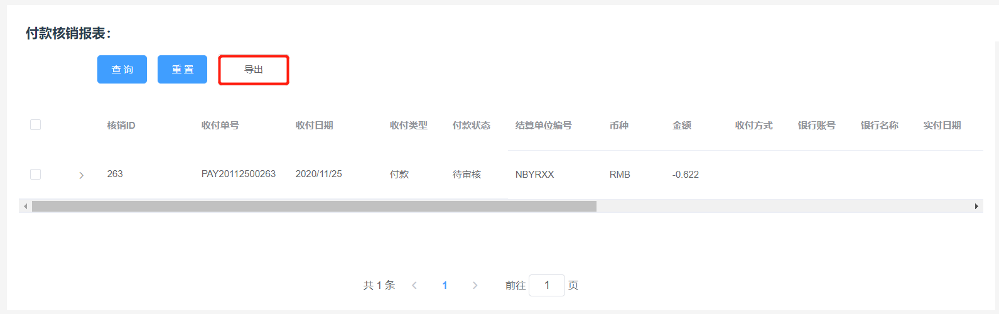 付款核销报表：
查 询 重 置 导出
核销ID 收付单号 收付日期 收付类型 付款状态 结算单位编号 币种 金额 收付方式 银行账号 银行名称 实付日期
263 PAY20112500263 2020/11/25 付款 待审核 NBYRXX RMB -0.622
共 1 条 1 前往 1 页